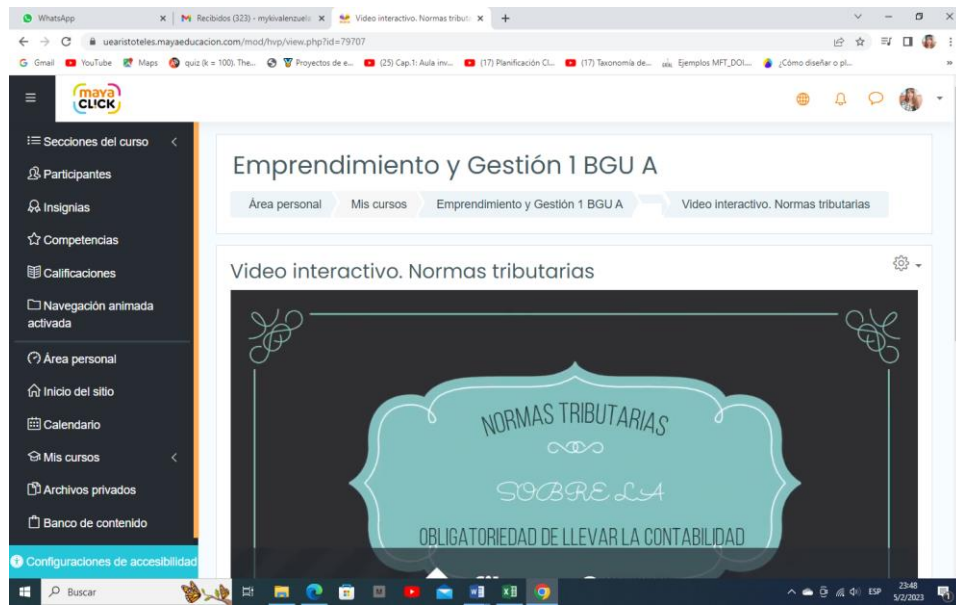 WhatsApp
Recibidos (323) - mykivalenzuela
Video interactivo. Normas tribut
uearistoteles.mayaeducacion.com/mod/hvp/view.php?id=79707
Gmail YouTube Maps quiz (k = 100). The... Proyectos de e... (25) Cap.1: Aula inv... (17) Planificación Cl... (17) Taxonomía de... Ejemplos MFT_DOI.... ¿Cómo diseñar o pl...
maya
CLICK
Secciones del curso
Participantes
Insignias
Competencias
Calificaciones
Navegación animada
activada
Área personal
Inicio del sitio
Calendario
Mis cursos
Archivos privados
Banco de contenido
Configuraciones de accesibilidad
Emprendimiento y Gestión 1 BGU A
Área personal Mis cursos Emprendimiento y Gestión 1 BGU A Video interactivo. Normas tributarias
Video interactivo. Normas tributarias
NORMAS TRIBUTARIAS
SOBRE LA
OBLIGATORIEDAD DE LLEVAR LA CONTABILIDAD
Buscar
ESP
23:48
5/2/2023